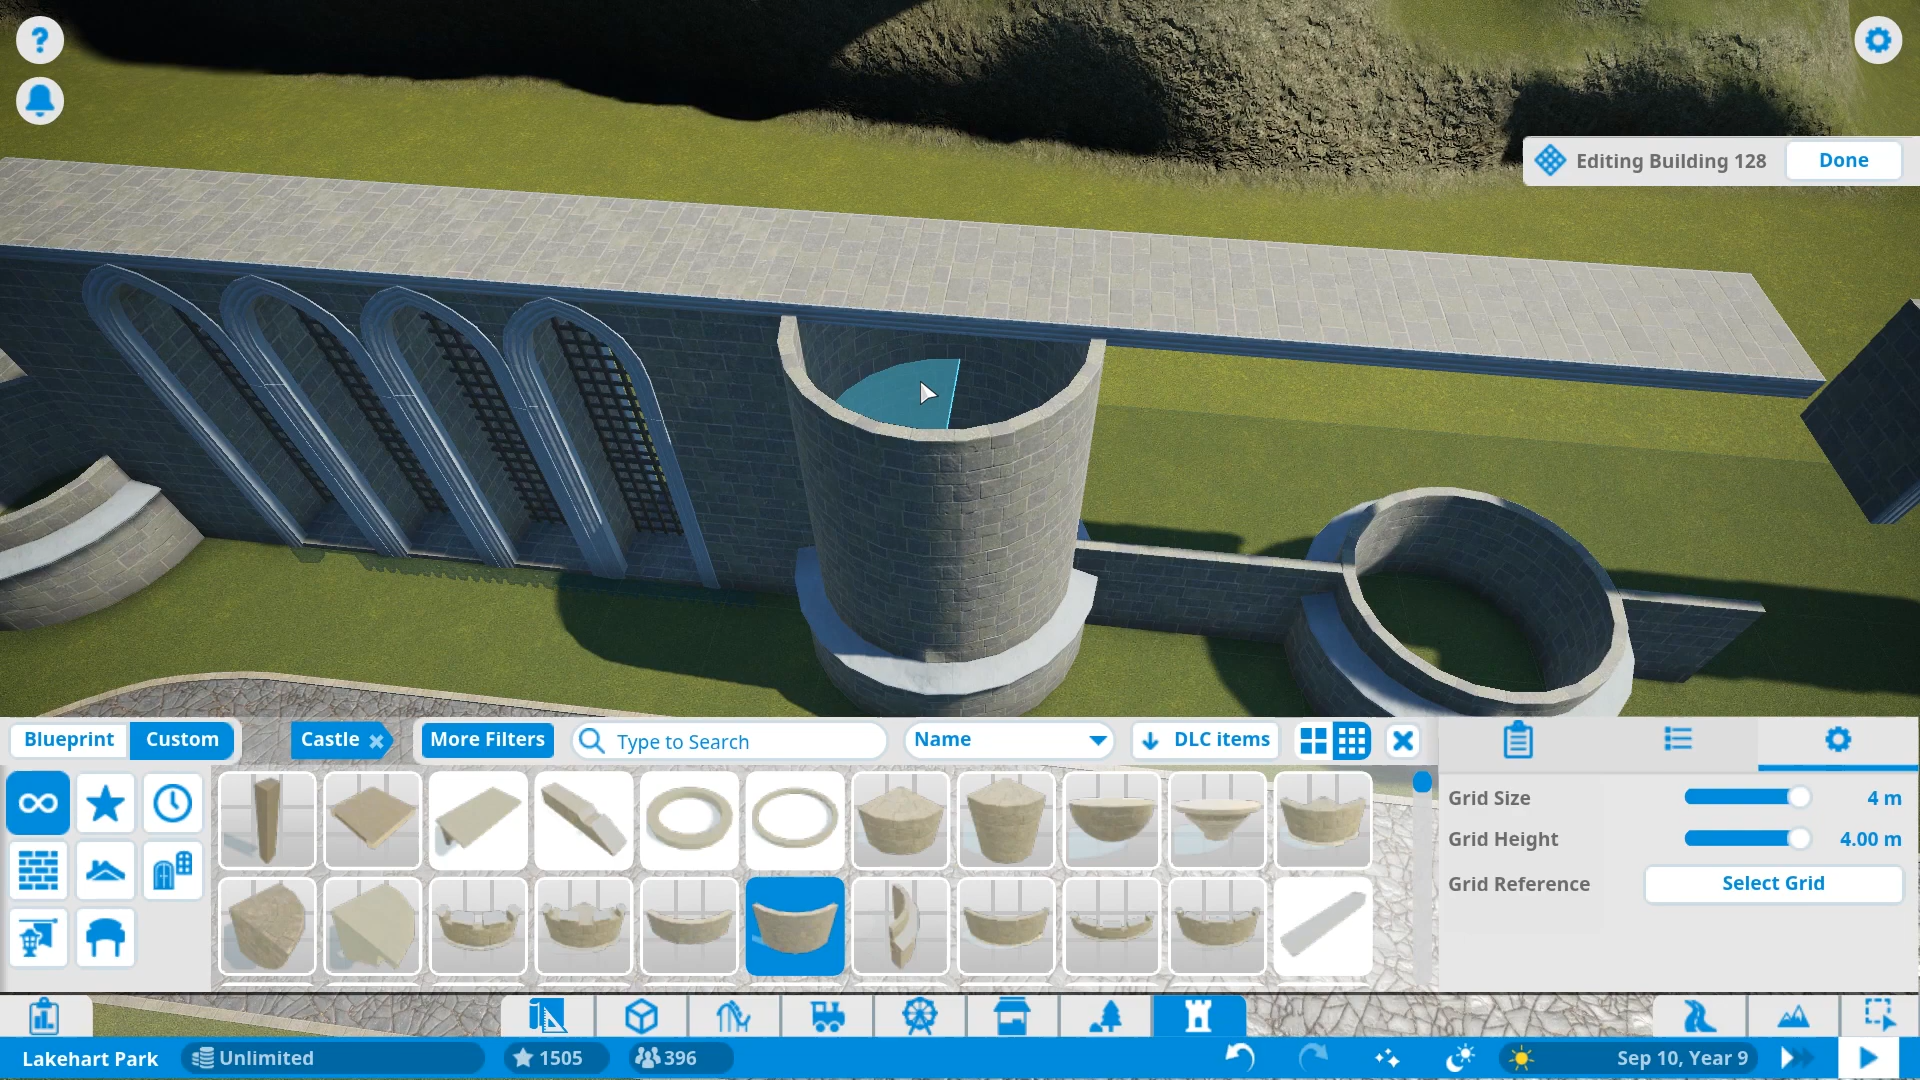 ?
Editing Building 128
Done
Blueprint
Custom
Castle
More Filters
Type to Search
Name
DLC items
Grid Size
4 m
Grid Height
4.00 m
Grid Reference
Select Grid
Lakehart Park
Unlimited
1505
396
Sep 10, Year 9